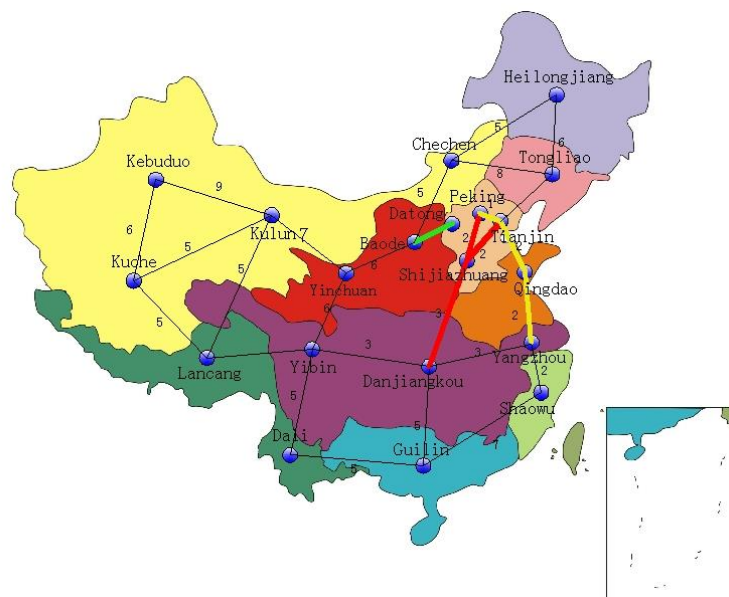 Heilongjiang
5
6
Chechen
Tongliao
8
Kebuduo
9
5
Peking
1
Datong
2
Tianjin
Kulun7
Baode
2
2
6
5
Shijiazhuang
Kuche
6
Yinchuan
Qingdao
5
3
6
2
5
Lancang
3
Yibin
3
Yangzhou
Danjiangkou
2
5
Shaowu
5
Dali
Guilin
7
5